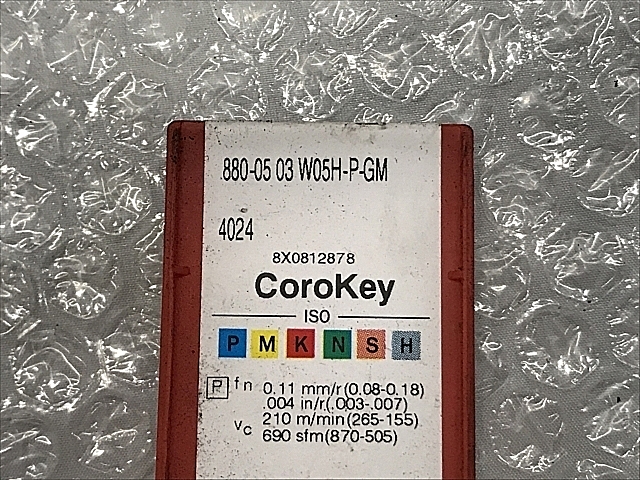 880-05 03 W05H-P-GM
4024
8X0812878
CoroKey
ISO
P M K N S H
P fn 0.11 mm/r(0.08-0.18)
.004 in/r(.003-.007)
vc 210 m/min(265-155)
690 sfm(870-505)